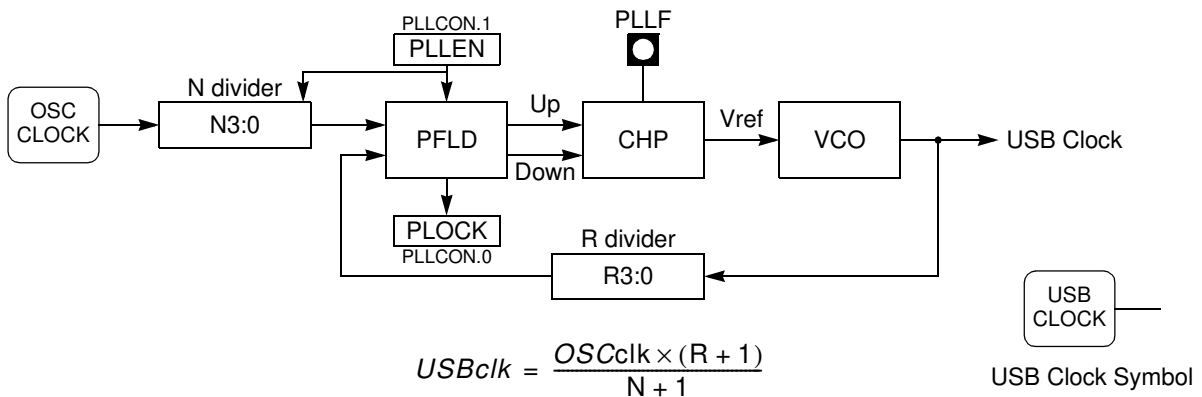 PLLCON.1
PLLEN
PLLF
N divider
OSC
CLOCK
N3:0
PFLD
Up
Down
CHP
Vref
VCO
USB Clock
PLOCK
PLLCON.0
R divider
R3:0
USB
CLOCK
USBclk = OSCclk × (R + 1)
N + 1
USB Clock Symbol